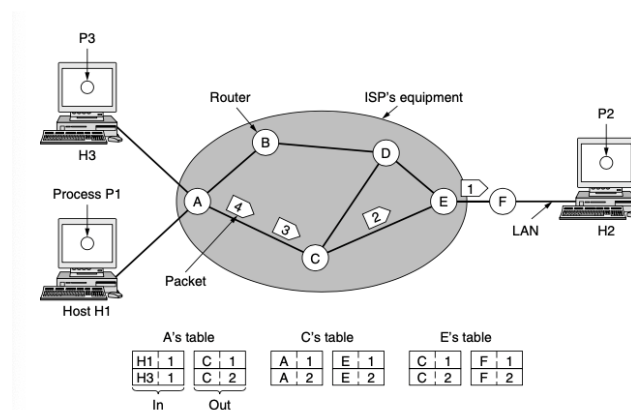 P3
Router
ISP's equipment
P2
B
D
H3
1
Process P1
A
4
3
2
E
F
C
LAN
H2
Packet
Host H1
A's table
C's table
E's table
H1 1 C 1 A 1 E 1 C 1 F 1
H3 1 C 2 A 2 E 2 C 2 F 2
In Out